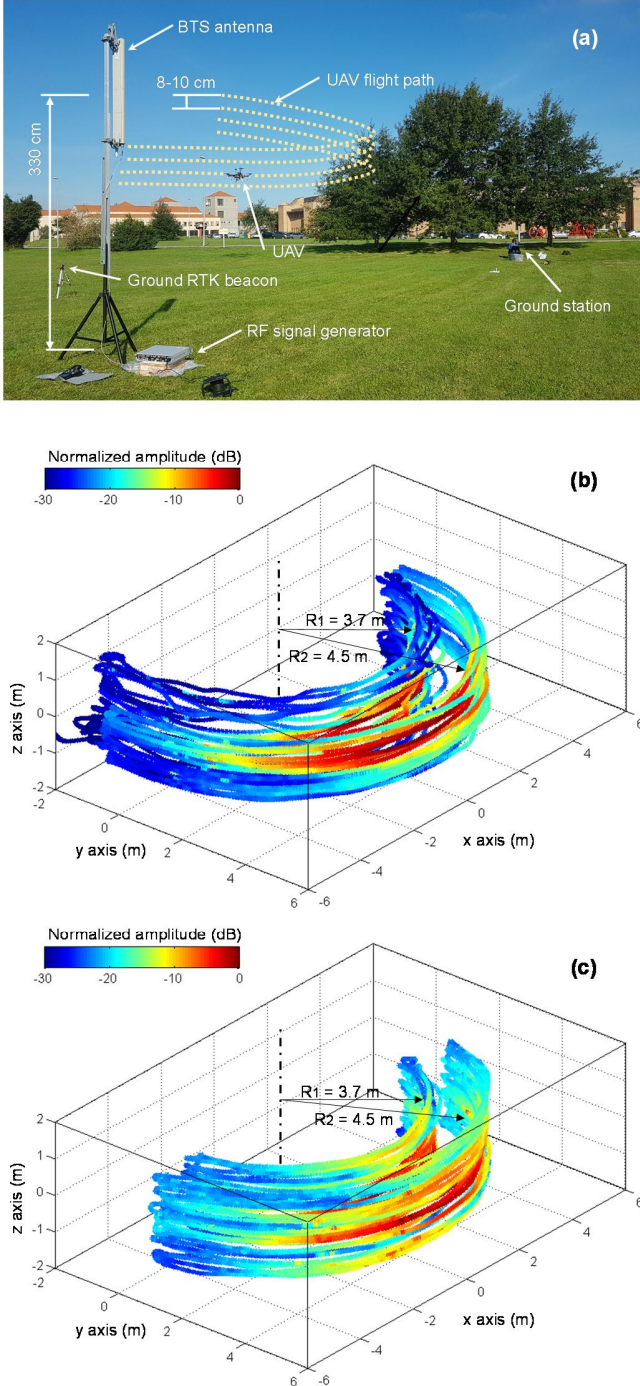 BTS antenna
(a)
8-10 cm
UAV flight path
330 cm
UAV
Ground RTK beacon
Ground station
RF signal generator
Normalized amplitude (dB)
(b)
-30 -20 -10 0
R1 = 3.7 m
R2 = 4.5 m
2
1
0
-1
-2
z axis (m)
-2 0 2 4 6
y axis (m)
-6 -4 -2 0 2 4 6
x axis (m)
Normalized amplitude (dB)
(c)
-30 -20 -10 0
R1 = 3.7 m
R2 = 4.5 m
2
1
0
-1
-2
z axis (m)
-2 0 2 4 6
y axis (m)
-6 -4 -2 0 2 4 6
x axis (m)